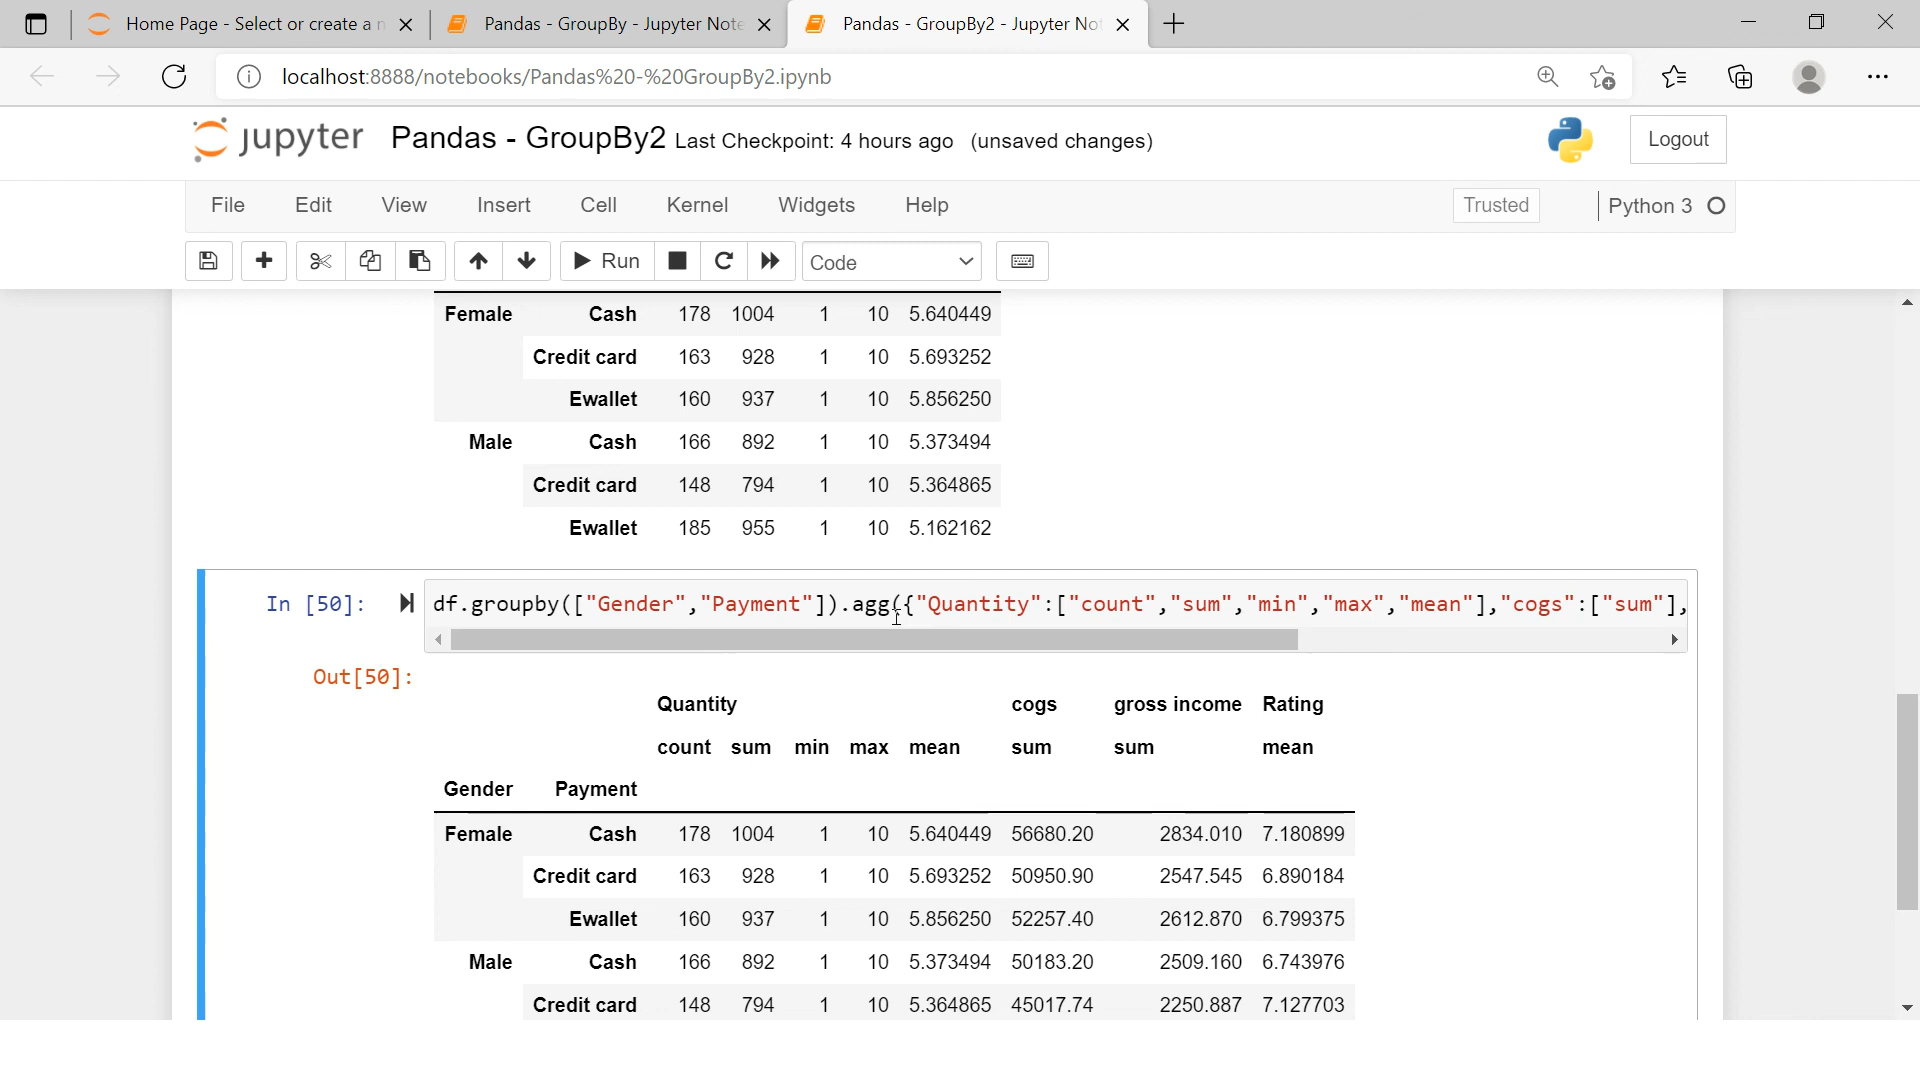 Home Page - Select or create a n
Pandas - GroupBy - Jupyter Note
Pandas - GroupBy2 - Jupyter Not
localhost:8888/notebooks/Pandas%20-%20GroupBy2.ipynb
jupyter Pandas - GroupBy2 Last Checkpoint: 4 hours ago (unsaved changes) Logout
File Edit View Insert Cell Kernel Widgets Help Trusted Python 3
Run Code
Female Cash 178 1004 1 10 5.640449
Credit card 163 928 1 10 5.693252
Ewallet 160 937 1 10 5.856250
Male Cash 166 892 1 10 5.373494
Credit card 148 794 1 10 5.364865
Ewallet 185 955 1 10 5.162162
In [50]: df.groupby(["Gender","Payment"]).agg({"Quantity":["count","sum","min","max","mean"],"cogs":["sum"],
Out[50]:
Quantity cogs gross income Rating
count sum min max mean sum sum mean
Gender Payment
Female Cash 178 1004 1 10 5.640449 56680.20 2834.010 7.180899
Credit card 163 928 1 10 5.693252 50950.90 2547.545 6.890184
Ewallet 160 937 1 10 5.856250 52257.40 2612.870 6.799375
Male Cash 166 892 1 10 5.373494 50183.20 2509.160 6.743976
Credit card 148 794 1 10 5.364865 45017.74 2250.887 7.127703